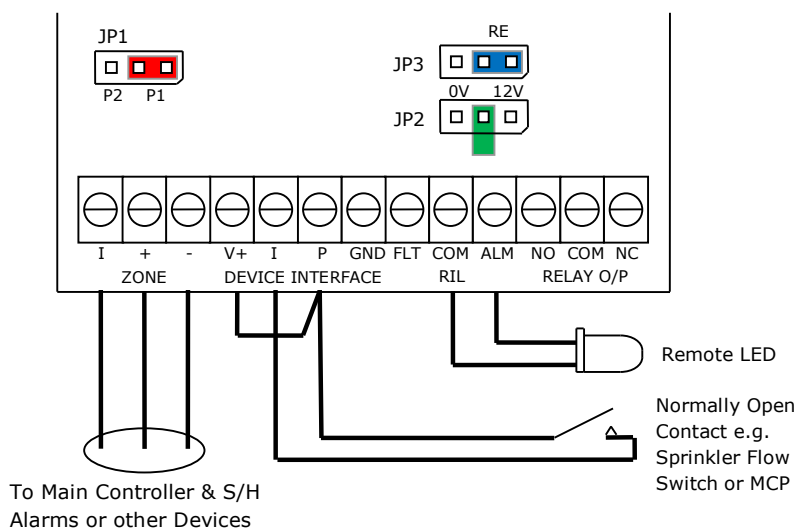 JP1
P2 P1
RE
JP3
0V 12V
JP2
I + - V+ I P GND FLT COM ALM NO COM NC
ZONE DEVICE INTERFACE RIL RELAY O/P
Remote LED
Normally Open
Contact e.g.
Sprinkler Flow
Switch or MCP
To Main Controller & S/H
Alarms or other Devices